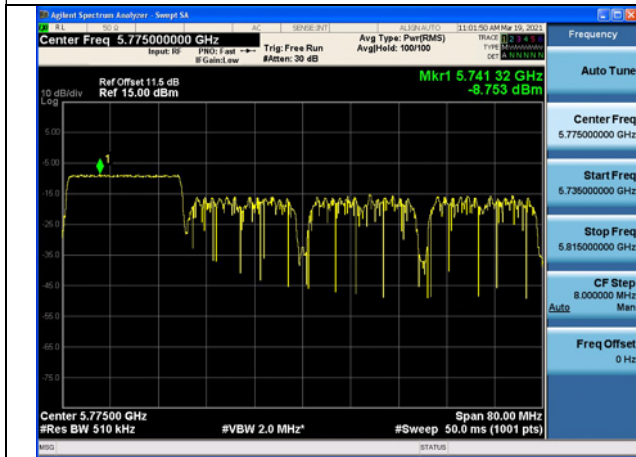 Agilent Spectrum Analyzer - Swept SA
RL 50 Ω AC SENSE:INT ALIGN AUTO 11:01:50 AM Mar 19, 2021
Center Freq 5.775000000 GHz
Input: RF PNO: Fast Trig: Free Run Avg Type: Pwr(RMS) TRACE 1 2 3 4 5 6
IFGain:Low #Atten: 30 dB Avg|Hold: 100/100 TYPE
DET A N N N N N
Frequency
Auto Tune
Mkr1 5.741 32 GHz
-8.753 dBm
Ref Offset 11.5 dB
10 dB/div Ref 15.00 dBm
Log
5.00
-5.00
-15.0
-25.0
-35.0
-45.0
-55.0
-65.0
-75.0
1
Center Freq
5.775000000 GHz
Start Freq
5.735000000 GHz
Stop Freq
5.815000000 GHz
CF Step
8.000000 MHz
Auto Man
Freq Offset
0 Hz
Center 5.77500 GHz Span 80.00 MHz
#Res BW 510 kHz #VBW 2.0 MHz* #Sweep 50.0 ms (1001 pts)
MSG STATUS